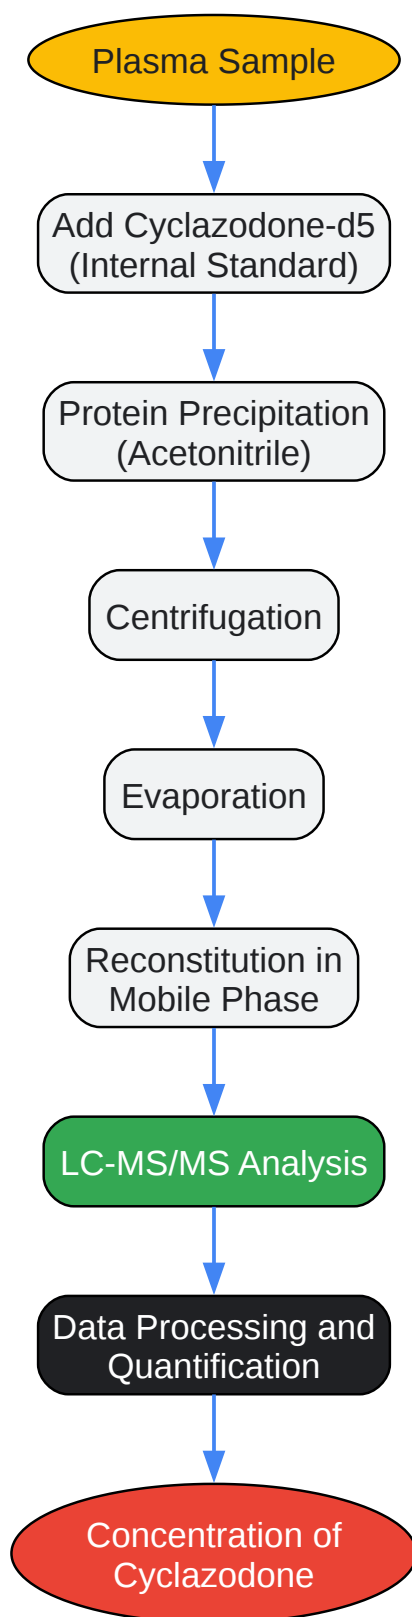 Plasma Sample
Add Cyclazodone-d5
(Internal Standard)
Protein Precipitation
(Acetonitrile)
Centrifugation
Evaporation
Reconstitution in
Mobile Phase
LC-MS/MS Analysis
Data Processing and
Quantification
Concentration of
Cyclazodone